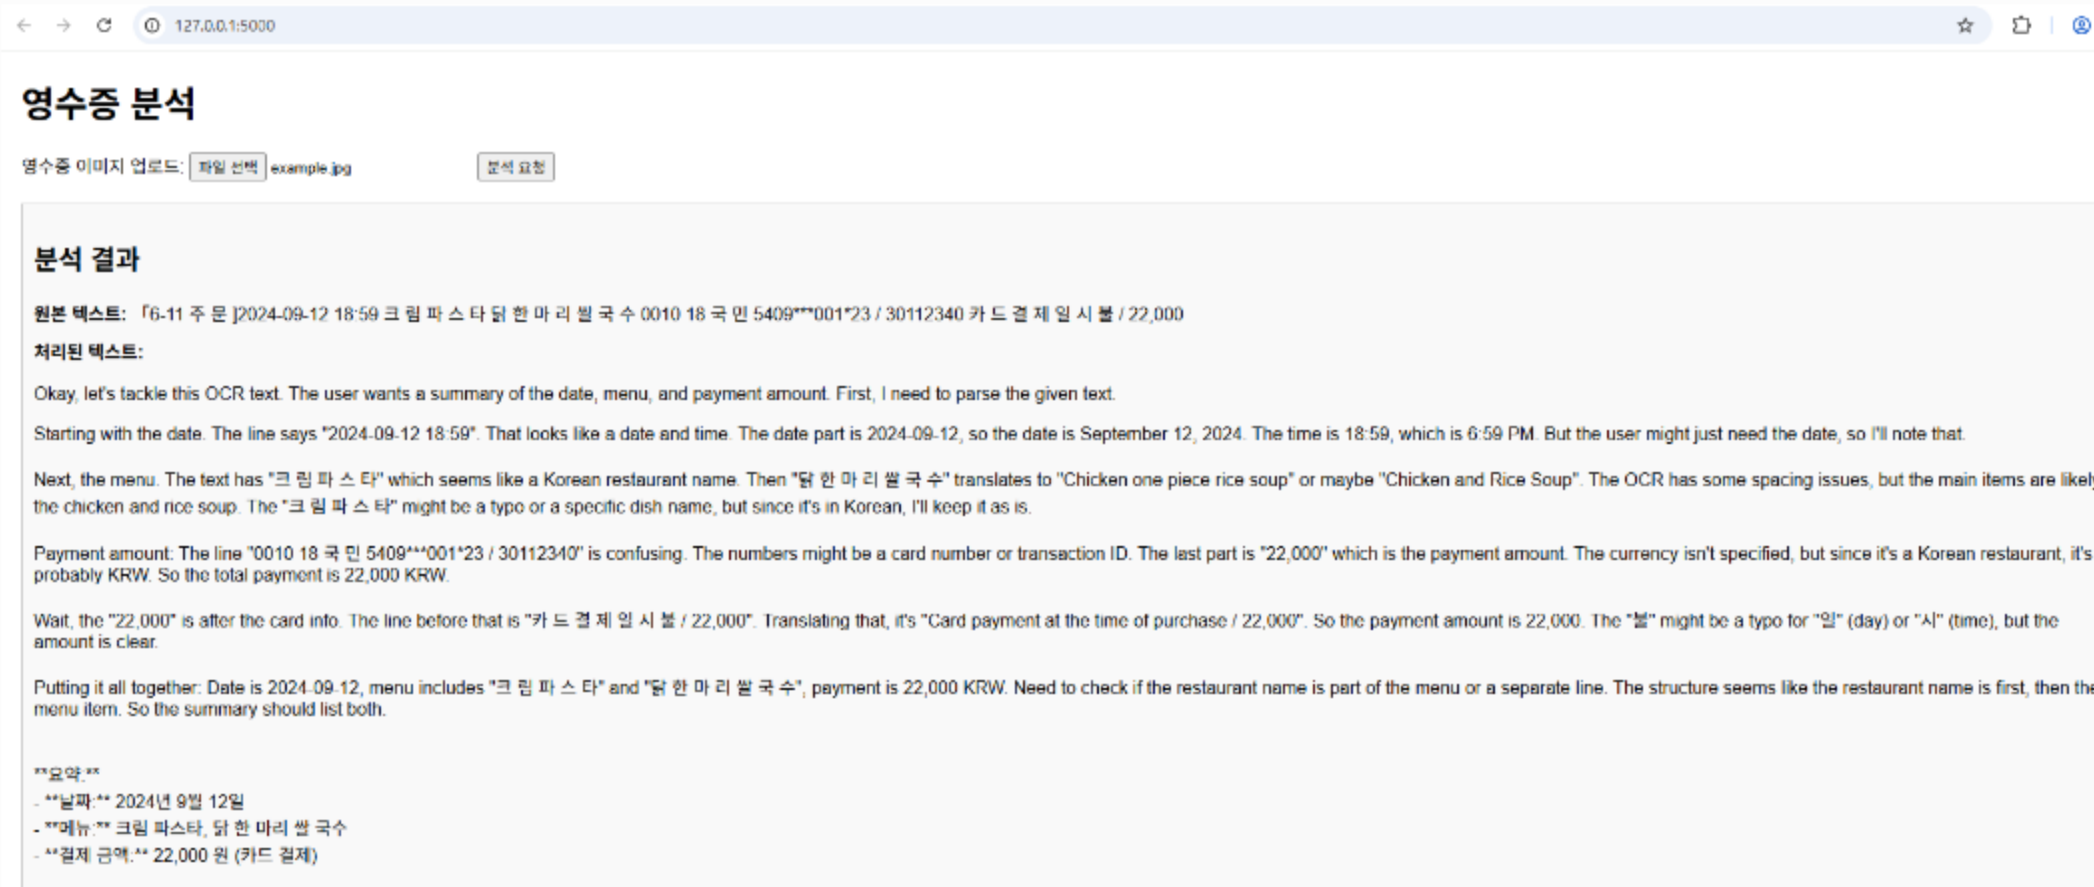 127.0.0.1:5000
영수증 분석
영수증 이미지 업로드: 파일 선택 example.jpg 분석 요청
분석 결과
원본 텍스트: 「6-11 주 문 ]2024-09-12 18:59 크 림 파 스 타 닭 한 마 리 쌀 국 수 0010 18 국 민 5409***001*23 / 30112340 카 드 결 제 일 시 불 / 22,000
처리된 텍스트:
Okay, let's tackle this OCR text. The user wants a summary of the date, menu, and payment amount. First, I need to parse the given text.
Starting with the date. The line says "2024-09-12 18:59". That looks like a date and time. The date part is 2024-09-12, so the date is September 12, 2024. The time is 18:59, which is 6:59 PM. But the user might just need the date, so I'll note that.
Next, the menu. The text has "크 림 파 스 타" which seems like a Korean restaurant name. Then "닭 한 마 리 쌀 국 수" translates to "Chicken one piece rice soup" or maybe "Chicken and Rice Soup". The OCR has some spacing issues, but the main items are likely
the chicken and rice soup. The "크 림 파 스 타" might be a typo or a specific dish name, but since it's in Korean, I'll keep it as is.
Payment amount: The line "0010 18 국 민 5409***001*23 / 30112340" is confusing. The numbers might be a card number or transaction ID. The last part is "22,000" which is the payment amount. The currency isn't specified, but since it's a Korean restaurant, it's
probably KRW. So the total payment is 22,000 KRW.
Wait, the "22,000" is after the card info. The line before that is "카 드 결 제 일 시 불 / 22,000". Translating that, it's "Card payment at the time of purchase / 22,000". So the payment amount is 22,000. The "불" might be a typo for "일" (day) or "시" (time), but the
amount is clear.
Putting it all together: Date is 2024-09-12, menu includes "크 림 파 스 타" and "닭 한 마 리 쌀 국 수", payment is 22,000 KRW. Need to check if the restaurant name is part of the menu or a separate line. The structure seems like the restaurant name is first, then the
menu item. So the summary should list both.
**요약:**
- **날짜:** 2024년 9월 12일
- **메뉴:** 크림 파스타, 닭 한 마리 쌀 국수
- **결제 금액:** 22,000 원 (카드 결제)